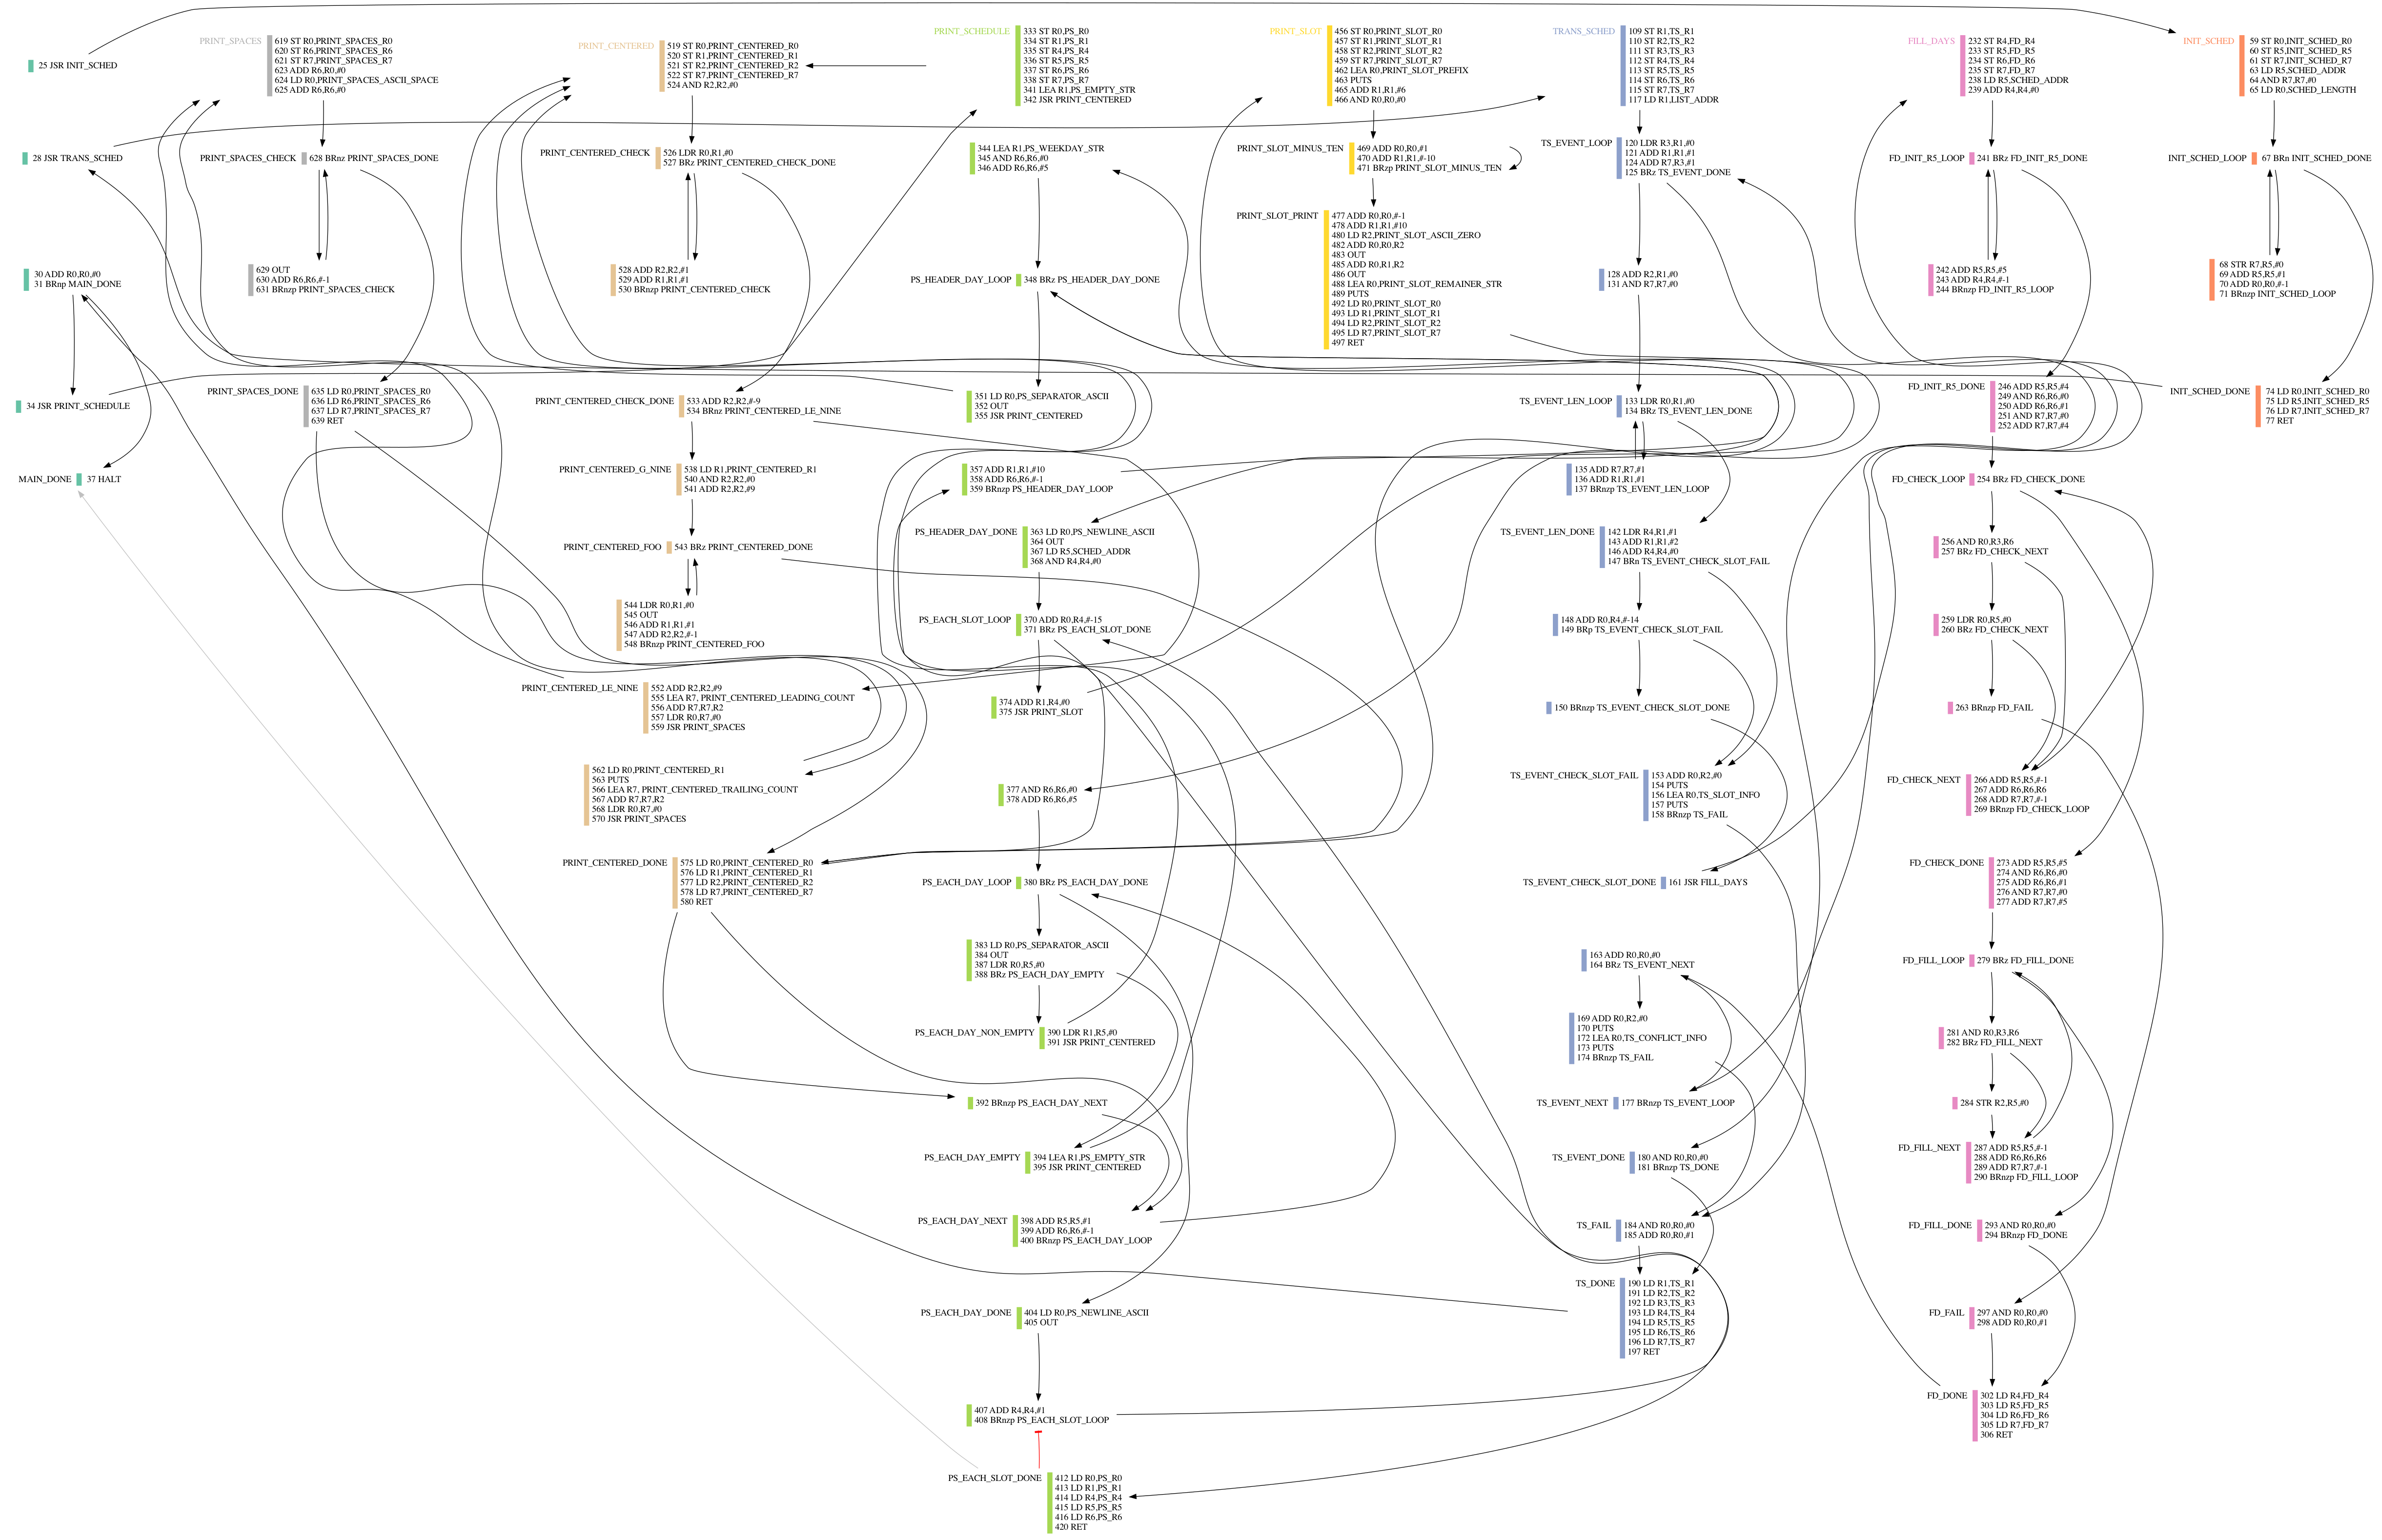 25 JSR INIT_SCHED
28 JSR TRANS_SCHED
30 ADD R0,R0,#0
31 BRnp MAIN_DONE
34 JSR PRINT_SCHEDULE
MAIN_DONE
37 HALT
PRINT_SPACES
619 ST R0,PRINT_SPACES_R0
620 ST R6,PRINT_SPACES_R6
621 ST R7,PRINT_SPACES_R7
623 ADD R6,R0,#0
624 LD R0,PRINT_SPACES_ASCII_SPACE
625 ADD R6,R6,#0
PRINT_SPACES_CHECK
628 BRnz PRINT_SPACES_DONE
629 OUT
630 ADD R6,R6,#-1
631 BRnzp PRINT_SPACES_CHECK
PRINT_SPACES_DONE
635 LD R0,PRINT_SPACES_R0
636 LD R6,PRINT_SPACES_R6
637 LD R7,PRINT_SPACES_R7
639 RET
PRINT_CENTERED
519 ST R0,PRINT_CENTERED_R0
520 ST R1,PRINT_CENTERED_R1
521 ST R2,PRINT_CENTERED_R2
522 ST R7,PRINT_CENTERED_R7
524 AND R2,R2,#0
PRINT_CENTERED_CHECK
526 LDR R0,R1,#0
527 BRz PRINT_CENTERED_CHECK_DONE
528 ADD R2,R2,#1
529 ADD R1,R1,#1
530 BRnzp PRINT_CENTERED_CHECK
PRINT_CENTERED_CHECK_DONE
533 ADD R2,R2,#-9
534 BRnz PRINT_CENTERED_LE_NINE
PRINT_CENTERED_G_NINE
538 LD R1,PRINT_CENTERED_R1
540 AND R2,R2,#0
541 ADD R2,R2,#9
PRINT_CENTERED_FOO
543 BRz PRINT_CENTERED_DONE
544 LDR R0,R1,#0
545 OUT
546 ADD R1,R1,#1
547 ADD R2,R2,#-1
548 BRnzp PRINT_CENTERED_FOO
PRINT_CENTERED_LE_NINE
552 ADD R2,R2,#9
555 LEA R7, PRINT_CENTERED_LEADING_COUNT
556 ADD R7,R7,R2
557 LDR R0,R7,#0
559 JSR PRINT_SPACES
562 LD R0,PRINT_CENTERED_R1
563 PUTS
566 LEA R7, PRINT_CENTERED_TRAILING_COUNT
567 ADD R7,R7,R2
568 LDR R0,R7,#0
570 JSR PRINT_SPACES
PRINT_CENTERED_DONE
575 LD R0,PRINT_CENTERED_R0
576 LD R1,PRINT_CENTERED_R1
577 LD R2,PRINT_CENTERED_R2
578 LD R7,PRINT_CENTERED_R7
580 RET
PRINT_SCHEDULE
333 ST R0,PS_R0
334 ST R1,PS_R1
335 ST R4,PS_R4
336 ST R5,PS_R5
337 ST R6,PS_R6
338 ST R7,PS_R7
341 LEA R1,PS_EMPTY_STR
342 JSR PRINT_CENTERED
344 LEA R1,PS_WEEKDAY_STR
345 AND R6,R6,#0
346 ADD R6,R6,#5
PS_HEADER_DAY_LOOP
348 BRz PS_HEADER_DAY_DONE
351 LD R0,PS_SEPARATOR_ASCII
352 OUT
355 JSR PRINT_CENTERED
357 ADD R1,R1,#10
358 ADD R6,R6,#-1
359 BRnzp PS_HEADER_DAY_LOOP
PS_HEADER_DAY_DONE
363 LD R0,PS_NEWLINE_ASCII
364 OUT
367 LD R5,SCHED_ADDR
368 AND R4,R4,#0
PS_EACH_SLOT_LOOP
370 ADD R0,R4,#-15
371 BRz PS_EACH_SLOT_DONE
374 ADD R1,R4,#0
375 JSR PRINT_SLOT
377 AND R6,R6,#0
378 ADD R6,R6,#5
PS_EACH_DAY_LOOP
380 BRz PS_EACH_DAY_DONE
383 LD R0,PS_SEPARATOR_ASCII
384 OUT
387 LDR R0,R5,#0
388 BRz PS_EACH_DAY_EMPTY
PS_EACH_DAY_NON_EMPTY
390 LDR R1,R5,#0
391 JSR PRINT_CENTERED
392 BRnzp PS_EACH_DAY_NEXT
PS_EACH_DAY_EMPTY
394 LEA R1,PS_EMPTY_STR
395 JSR PRINT_CENTERED
PS_EACH_DAY_NEXT
398 ADD R5,R5,#1
399 ADD R6,R6,#-1
400 BRnzp PS_EACH_DAY_LOOP
PS_EACH_DAY_DONE
404 LD R0,PS_NEWLINE_ASCII
405 OUT
407 ADD R4,R4,#1
408 BRnzp PS_EACH_SLOT_LOOP
PS_EACH_SLOT_DONE
412 LD R0,PS_R0
413 LD R1,PS_R1
414 LD R4,PS_R4
415 LD R5,PS_R5
416 LD R6,PS_R6
420 RET
PRINT_SLOT
456 ST R0,PRINT_SLOT_R0
457 ST R1,PRINT_SLOT_R1
458 ST R2,PRINT_SLOT_R2
459 ST R7,PRINT_SLOT_R7
462 LEA R0,PRINT_SLOT_PREFIX
463 PUTS
465 ADD R1,R1,#6
466 AND R0,R0,#0
PRINT_SLOT_MINUS_TEN
469 ADD R0,R0,#1
470 ADD R1,R1,#-10
471 BRzp PRINT_SLOT_MINUS_TEN
PRINT_SLOT_PRINT
477 ADD R0,R0,#-1
478 ADD R1,R1,#10
480 LD R2,PRINT_SLOT_ASCII_ZERO
482 ADD R0,R0,R2
483 OUT
485 ADD R0,R1,R2
486 OUT
488 LEA R0,PRINT_SLOT_REMAINER_STR
489 PUTS
492 LD R0,PRINT_SLOT_R0
493 LD R1,PRINT_SLOT_R1
494 LD R2,PRINT_SLOT_R2
495 LD R7,PRINT_SLOT_R7
497 RET
TRANS_SCHED
109 ST R1,TS_R1
110 ST R2,TS_R2
111 ST R3,TS_R3
112 ST R4,TS_R4
113 ST R5,TS_R5
114 ST R6,TS_R6
115 ST R7,TS_R7
117 LD R1,LIST_ADDR
TS_EVENT_LOOP
120 LDR R3,R1,#0
121 ADD R1,R1,#1
124 ADD R7,R3,#1
125 BRz TS_EVENT_DONE
128 ADD R2,R1,#0
131 AND R7,R7,#0
TS_EVENT_LEN_LOOP
133 LDR R0,R1,#0
134 BRz TS_EVENT_LEN_DONE
135 ADD R7,R7,#1
136 ADD R1,R1,#1
137 BRnzp TS_EVENT_LEN_LOOP
TS_EVENT_LEN_DONE
142 LDR R4,R1,#1
143 ADD R1,R1,#2
146 ADD R4,R4,#0
147 BRn TS_EVENT_CHECK_SLOT_FAIL
148 ADD R0,R4,#-14
149 BRp TS_EVENT_CHECK_SLOT_FAIL
150 BRnzp TS_EVENT_CHECK_SLOT_DONE
TS_EVENT_CHECK_SLOT_FAIL
153 ADD R0,R2,#0
154 PUTS
156 LEA R0,TS_SLOT_INFO
157 PUTS
158 BRnzp TS_FAIL
TS_EVENT_CHECK_SLOT_DONE
161 JSR FILL_DAYS
163 ADD R0,R0,#0
164 BRz TS_EVENT_NEXT
169 ADD R0,R2,#0
170 PUTS
172 LEA R0,TS_CONFLICT_INFO
173 PUTS
174 BRnzp TS_FAIL
TS_EVENT_NEXT
177 BRnzp TS_EVENT_LOOP
TS_EVENT_DONE
180 AND R0,R0,#0
181 BRnzp TS_DONE
TS_FAIL
184 AND R0,R0,#0
185 ADD R0,R0,#1
TS_DONE
190 LD R1,TS_R1
191 LD R2,TS_R2
192 LD R3,TS_R3
193 LD R4,TS_R4
194 LD R5,TS_R5
195 LD R6,TS_R6
196 LD R7,TS_R7
197 RET
FILL_DAYS
232 ST R4,FD_R4
233 ST R5,FD_R5
234 ST R6,FD_R6
235 ST R7,FD_R7
238 LD R5,SCHED_ADDR
239 ADD R4,R4,#0
FD_INIT_R5_LOOP
241 BRz FD_INIT_R5_DONE
242 ADD R5,R5,#5
243 ADD R4,R4,#-1
244 BRnzp FD_INIT_R5_LOOP
FD_INIT_R5_DONE
246 ADD R5,R5,#4
249 AND R6,R6,#0
250 ADD R6,R6,#1
251 AND R7,R7,#0
252 ADD R7,R7,#4
FD_CHECK_LOOP
254 BRz FD_CHECK_DONE
256 AND R0,R3,R6
257 BRz FD_CHECK_NEXT
259 LDR R0,R5,#0
260 BRz FD_CHECK_NEXT
263 BRnzp FD_FAIL
FD_CHECK_NEXT
266 ADD R5,R5,#-1
267 ADD R6,R6,R6
268 ADD R7,R7,#-1
269 BRnzp FD_CHECK_LOOP
FD_CHECK_DONE
273 ADD R5,R5,#5
274 AND R6,R6,#0
275 ADD R6,R6,#1
276 AND R7,R7,#0
277 ADD R7,R7,#5
FD_FILL_LOOP
279 BRz FD_FILL_DONE
281 AND R0,R3,R6
282 BRz FD_FILL_NEXT
284 STR R2,R5,#0
FD_FILL_NEXT
287 ADD R5,R5,#-1
288 ADD R6,R6,R6
289 ADD R7,R7,#-1
290 BRnzp FD_FILL_LOOP
FD_FILL_DONE
293 AND R0,R0,#0
294 BRnzp FD_DONE
FD_FAIL
297 AND R0,R0,#0
298 ADD R0,R0,#1
FD_DONE
302 LD R4,FD_R4
303 LD R5,FD_R5
304 LD R6,FD_R6
305 LD R7,FD_R7
306 RET
INIT_SCHED
59 ST R0,INIT_SCHED_R0
60 ST R5,INIT_SCHED_R5
61 ST R7,INIT_SCHED_R7
63 LD R5,SCHED_ADDR
64 AND R7,R7,#0
65 LD R0,SCHED_LENGTH
INIT_SCHED_LOOP
67 BRn INIT_SCHED_DONE
68 STR R7,R5,#0
69 ADD R5,R5,#1
70 ADD R0,R0,#-1
71 BRnzp INIT_SCHED_LOOP
INIT_SCHED_DONE
74 LD R0,INIT_SCHED_R0
75 LD R5,INIT_SCHED_R5
76 LD R7,INIT_SCHED_R7
77 RET